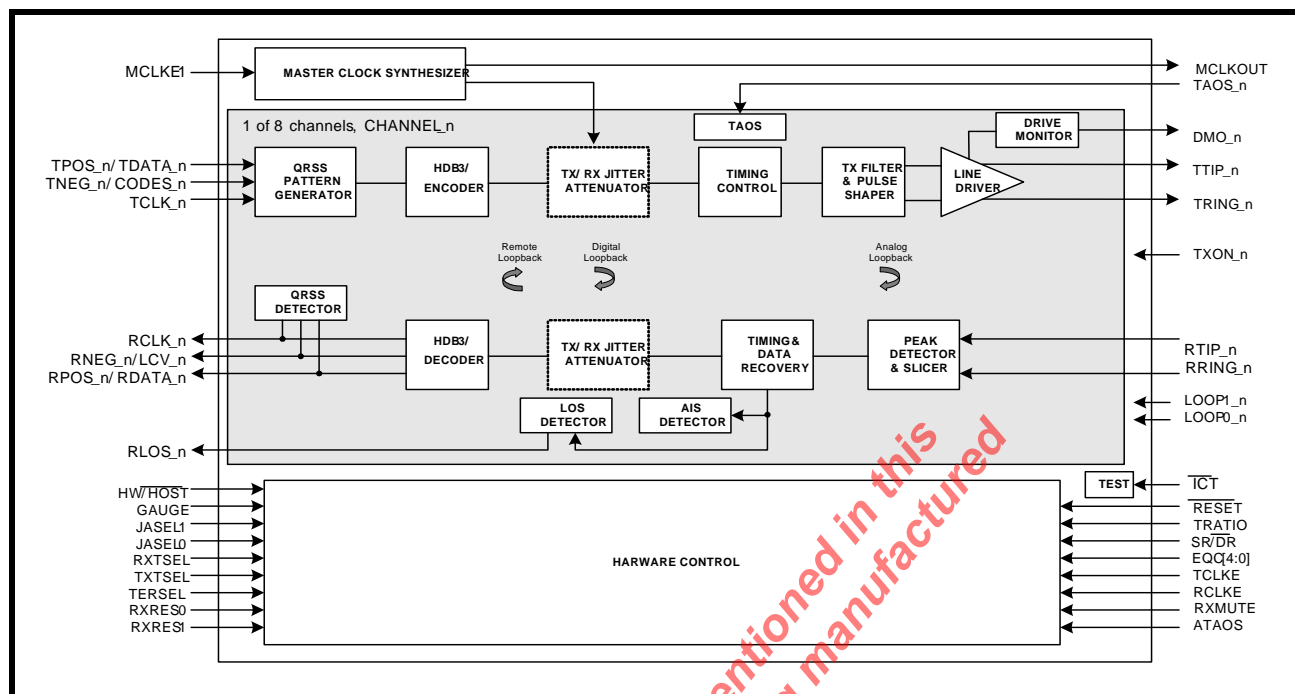 MCLKE1
MASTER CLOCK SYNTHESIZER
MCLKOUT
TAOS_n
1 of 8 channels, CHANNEL_n
TAOS
DRIVE
MONITOR
DMO_n
TPOS_n/ TDATA_n
TNEG_n/ CODES_n
TCLK_n
QRSS
PATTERN
GENERATOR
HDB3/
ENCODER
TX/ RX JITTER
ATTENUATOR
TIMING
CONTROL
TX FILTER
& PULSE
SHAPER
LINE
DRIVER
TTIP_n
TRING_n
Remote
Loopback
Digital
Loopback
Analog
Loopback
TXON_n
QRSS
DETECTOR
RCLK_n
RNEG_n/ LCV_n
RPOS_n/ RDATA_n
HDB3/
DECODER
TX/ RX JITTER
ATTENUATOR
TIMING &
DATA
RECOVERY
PEAK
DETECTOR
& SLICER
RTIP_n
RRING_n
LOS
DETECTOR
AIS
DETECTOR
LOOP1_n
LOOP0_n
RLOS_n
TEST
ICT
HW/HOST
GAUGE
JASEL1
JASEL0
RXTSEL
TXTSEL
TERSEL
RXRES0
RXRES1
HARWARE CONTROL
RESET
TRATIO
SR/DR
EQC[4:0]
TCLKE
RCLKE
RXMUTE
ATAOS
entioned in this
manufactured